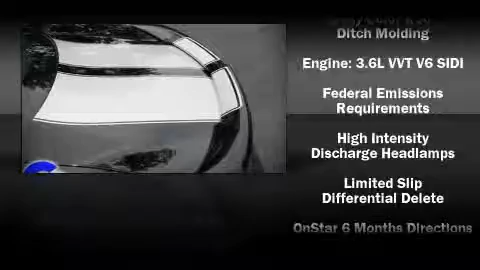 Ditch Molding
Engine: 3.6L VVT V6 SIDI
Federal Emissions
Requirements
High Intensity
Discharge Headlamps
Limited Slip
Differential Delete
OnStar 6 Months Directions